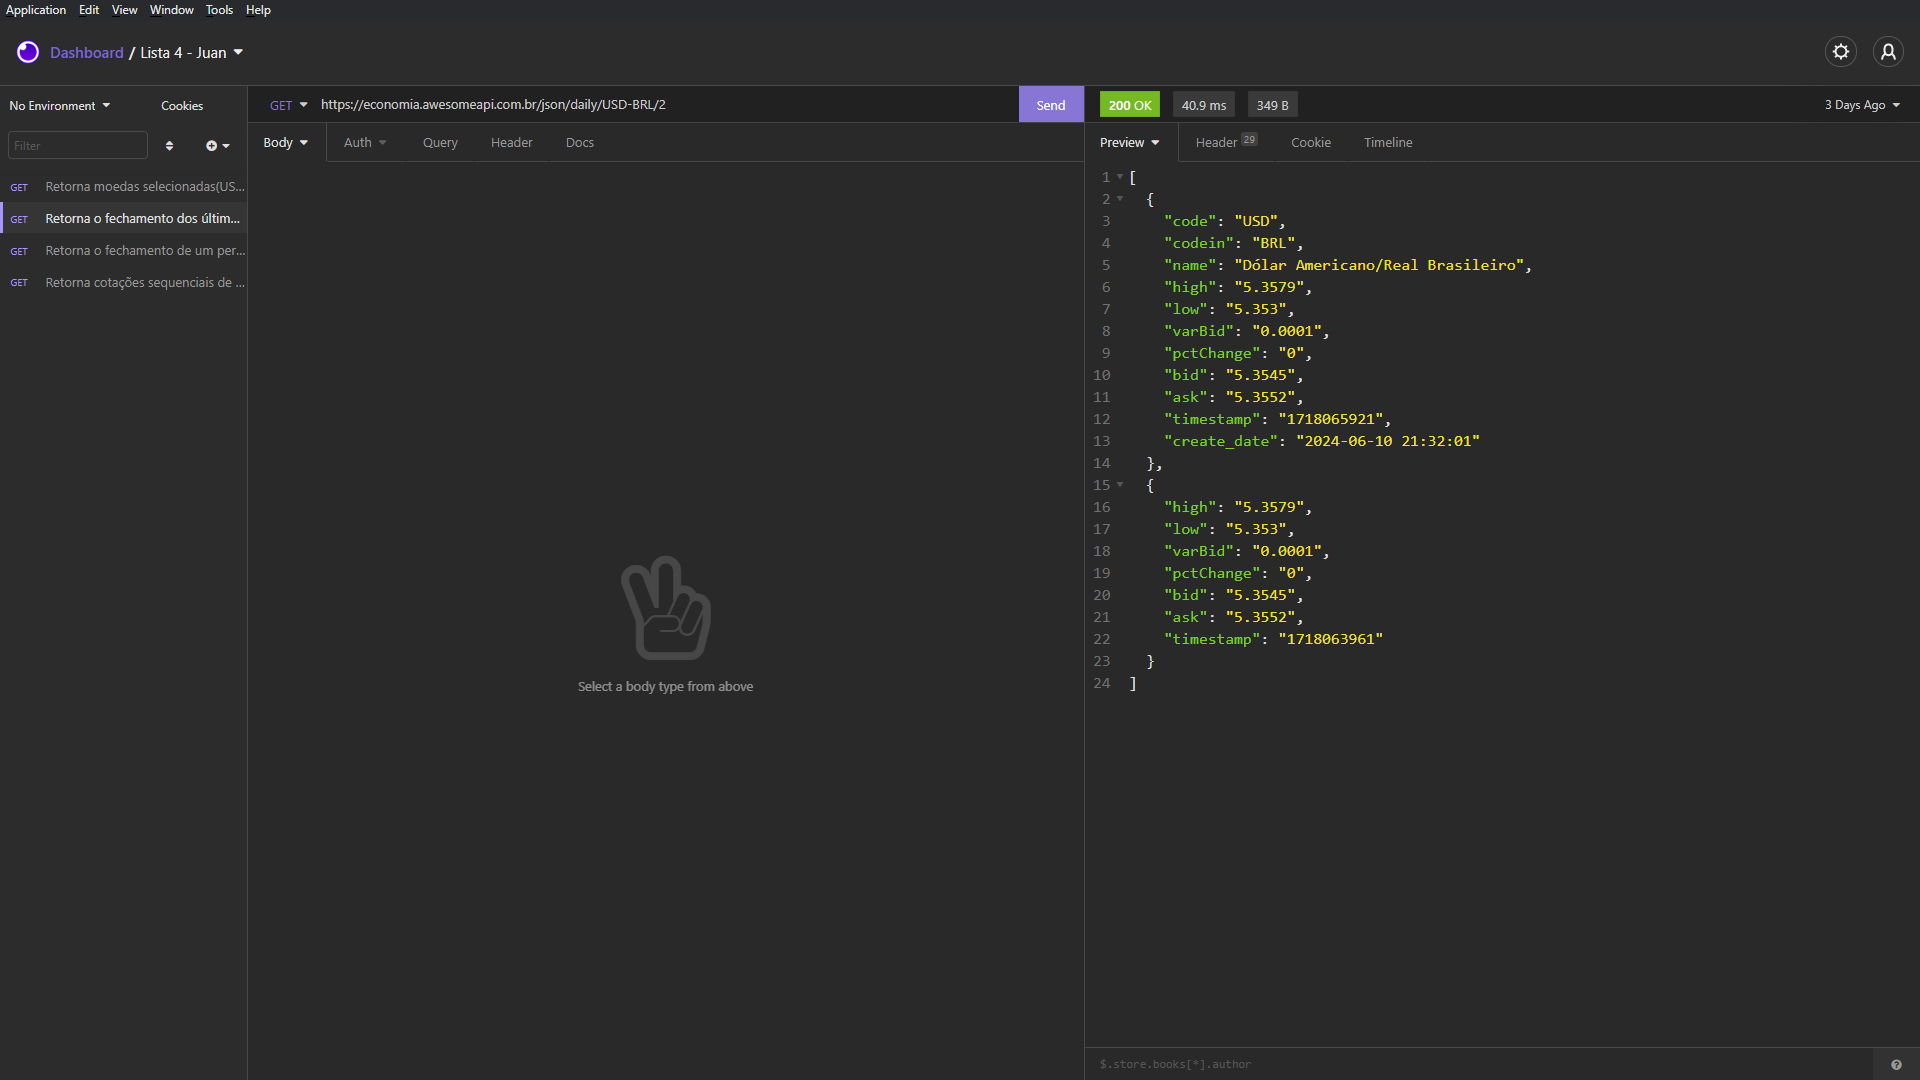 Application Edit View Window Tools Help
Dashboard / Lista 4 - Juan
No Environment Cookies
GET https://economia.awesomeapi.com.br/json/daily/USD-BRL/2 Send
200 OK 40.9 ms 349 B 3 Days Ago
Filter
Body Auth Query Header Docs
Preview Header 29 Cookie Timeline
GET Retorna moedas selecionadas(US...
GET Retorna o fechamento dos últim...
GET Retorna o fechamento de um per...
GET Retorna cotações sequenciais de ...
Select a body type from above
1 [
2 {
3 "code": "USD",
4 "codein": "BRL",
5 "name": "Dólar Americano/Real Brasileiro",
6 "high": "5.3579",
7 "low": "5.353",
8 "varBid": "0.0001",
9 "pctChange": "0",
10 "bid": "5.3545",
11 "ask": "5.3552",
12 "timestamp": "1718065921",
13 "create_date": "2024-06-10 21:32:01"
14 },
15 {
16 "high": "5.3579",
17 "low": "5.353",
18 "varBid": "0.0001",
19 "pctChange": "0",
20 "bid": "5.3545",
21 "ask": "5.3552",
22 "timestamp": "1718063961"
23 }
24 ]
$.store.books[*].author